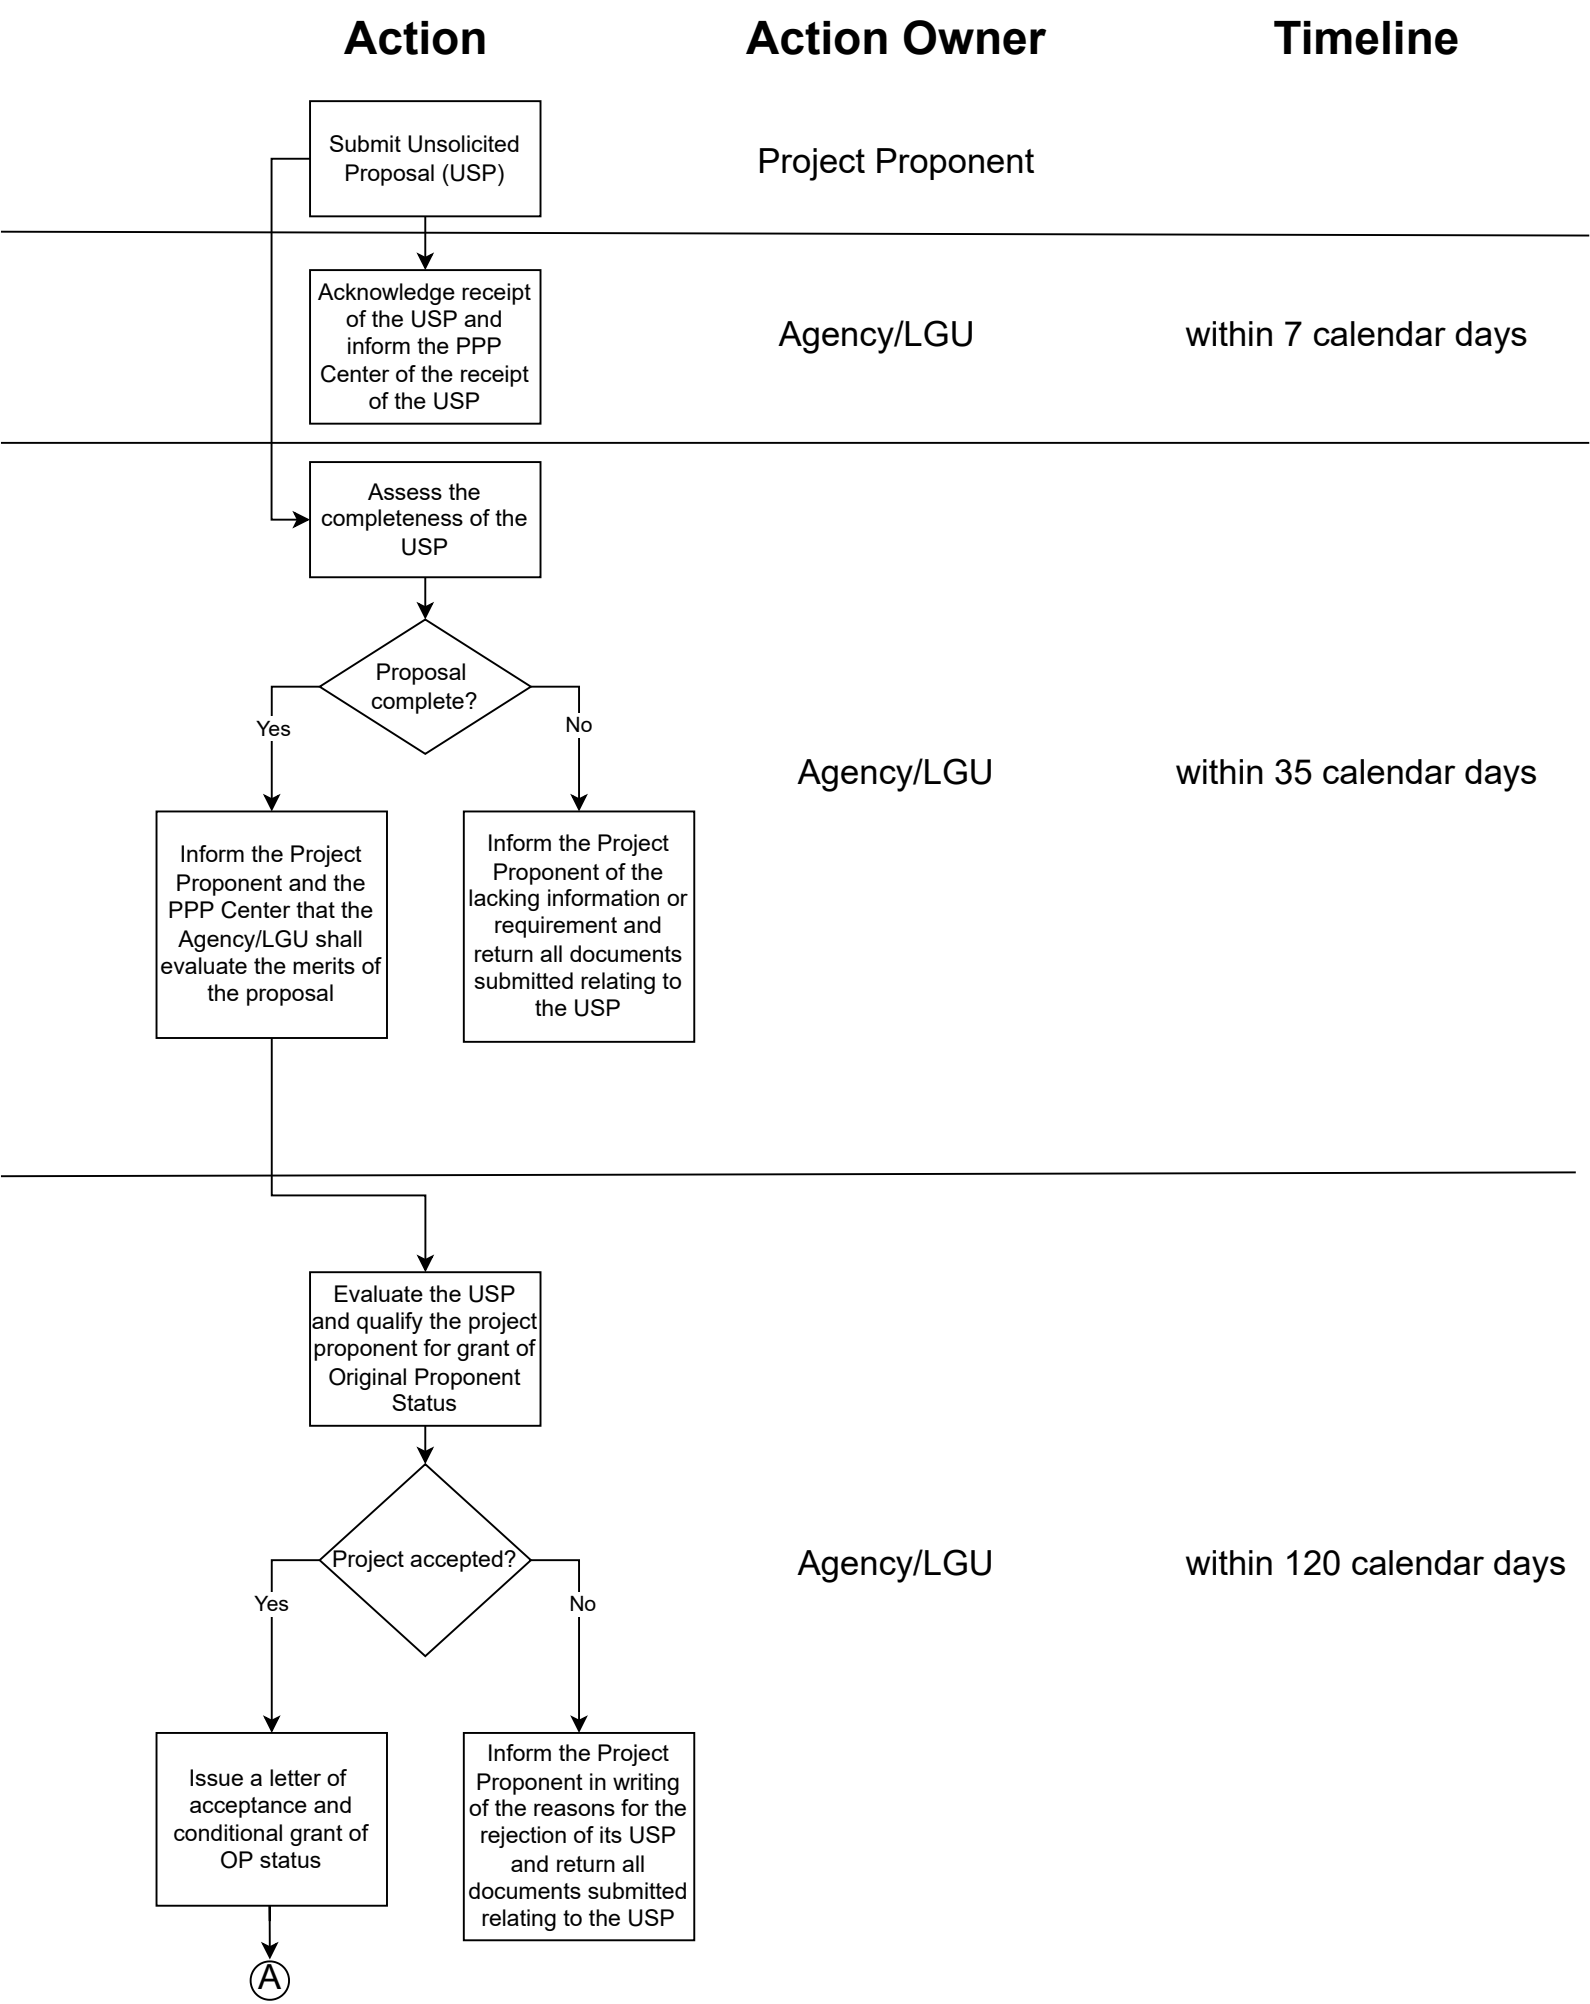 Action
Action Owner
Timeline
Submit Unsolicited
Proposal (USP)
Project Proponent
Acknowledge receipt
of the USP and
inform the PPP
Center of the receipt
of the USP
Agency/LGU
within 7 calendar days
Assess the
completeness of the
USP
Proposal
complete?
Yes
No
Agency/LGU
within 35 calendar days
Inform the Project
Proponent and the
PPP Center that the
Agency/LGU shall
evaluate the merits of
the proposal
Inform the Project
Proponent of the
lacking information or
requirement and
return all documents
submitted relating to
the USP
Evaluate the USP
and qualify the project
proponent for grant of
Original Proponent
Status
Project accepted?
Yes
No
Agency/LGU
within 120 calendar days
Issue a letter of
acceptance and
conditional grant of
OP status
Inform the Project
Proponent in writing
of the reasons for the
rejection of its USP
and return all
documents submitted
relating to the USP
A